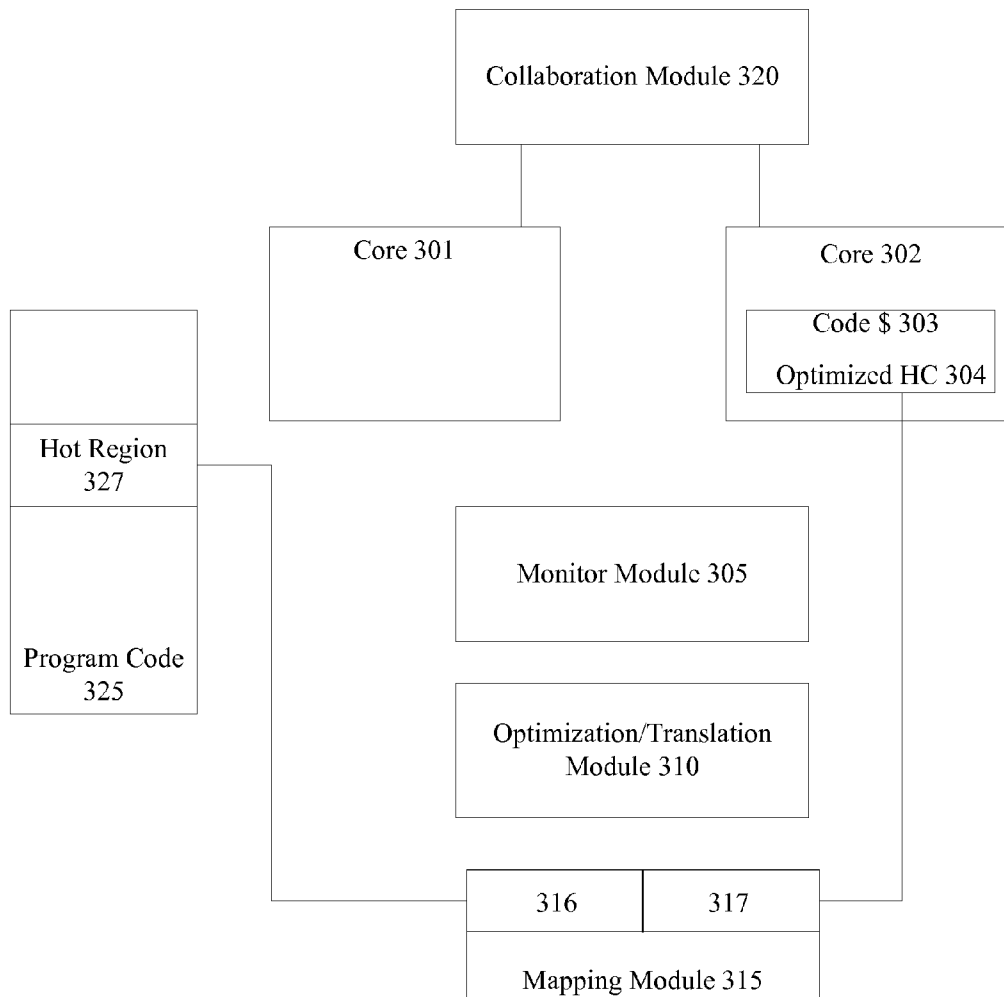 Collaboration Module 320
Core 301
Core 302
Code $ 303
Optimized HC 304
Hot Region
327
Program Code
325
Monitor Module 305
Optimization/Translation
Module 310
316
317
Mapping Module 315